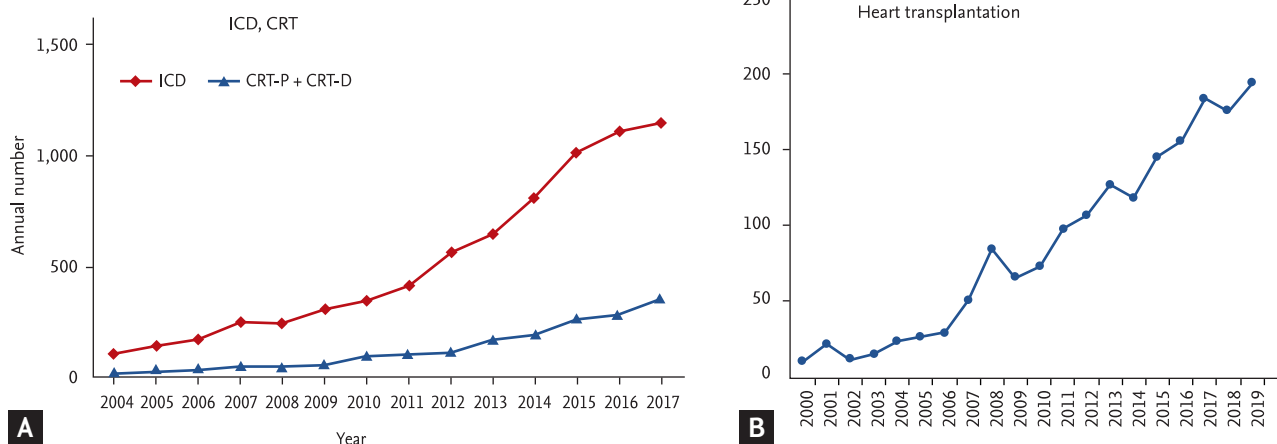 ICD, CRT
1,500
ICD
CRT-P + CRT-D
1,000
500
0
Annual number
2004 2005 2006 2007 2008 2009 2010 2011 2012 2013 2014 2015 2016 2017
Year
A
250
Heart transplantation
200
150
100
50
0
2000 2001 2002 2003 2004 2005 2006 2007 2008 2009 2010 2011 2012 2013 2014 2015 2016 2017 2018 2019
B